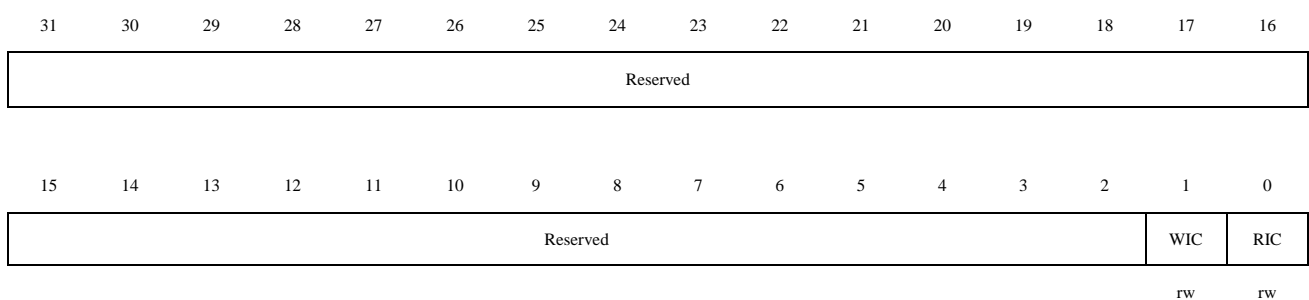 31 30 29 28 27 26 25 24 23 22 21 20 19 18 17 16
Reserved
15 14 13 12 11 10 9 8 7 6 5 4 3 2 1 0
Reserved WIC RIC
rw rw